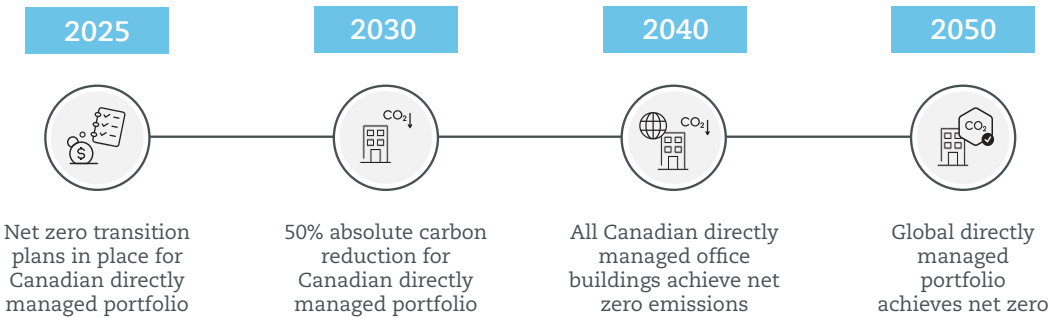 2025
2030
2040
2050
$
CO₂↓
CO₂↓
CO₂
Net zero transition
plans in place for
Canadian directly
managed portfolio
50% absolute carbon
reduction for
Canadian directly
managed portfolio
All Canadian directly
managed office
buildings achieve net
zero emissions
Global directly
managed
portfolio
achieves net zero